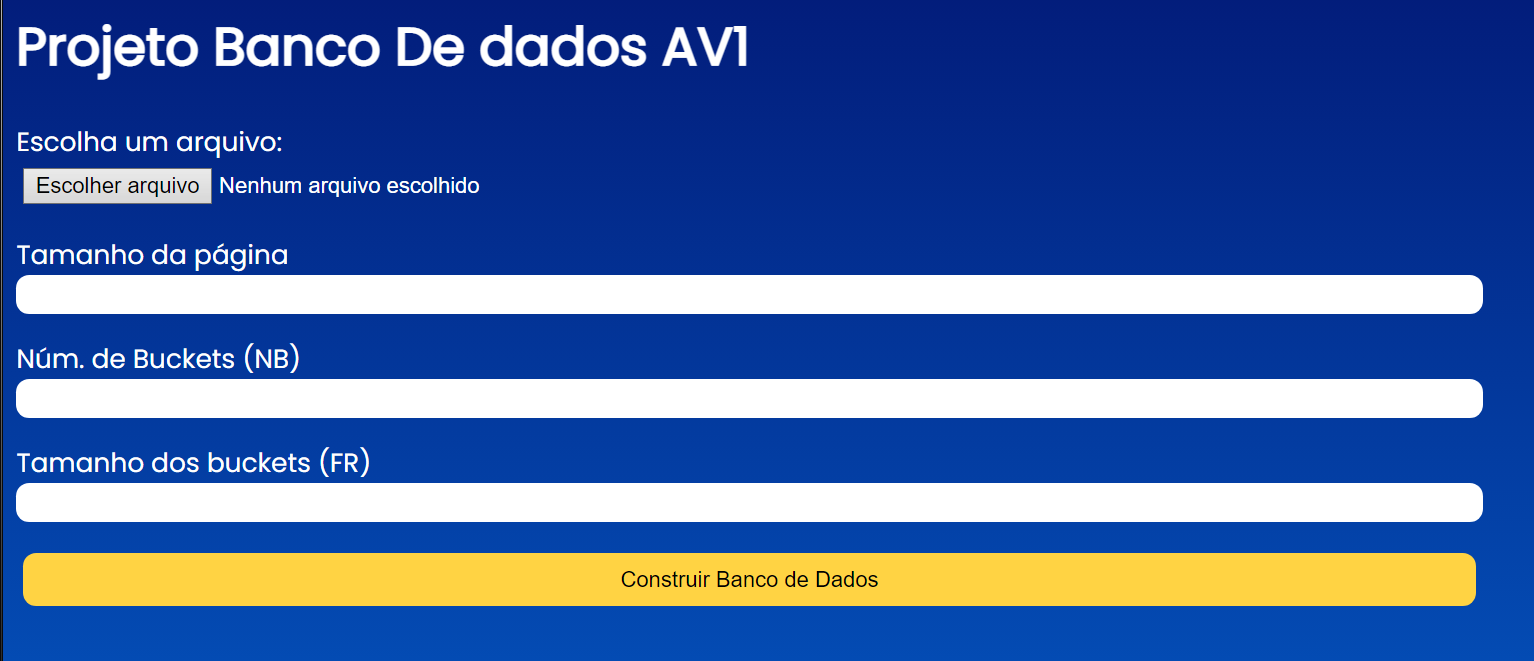 Projeto Banco De dados AV1
Escolha um arquivo:
Escolher arquivo Nenhum arquivo escolhido
Tamanho da página
Núm. de Buckets (NB)
Tamanho dos buckets (FR)
Construir Banco de Dados